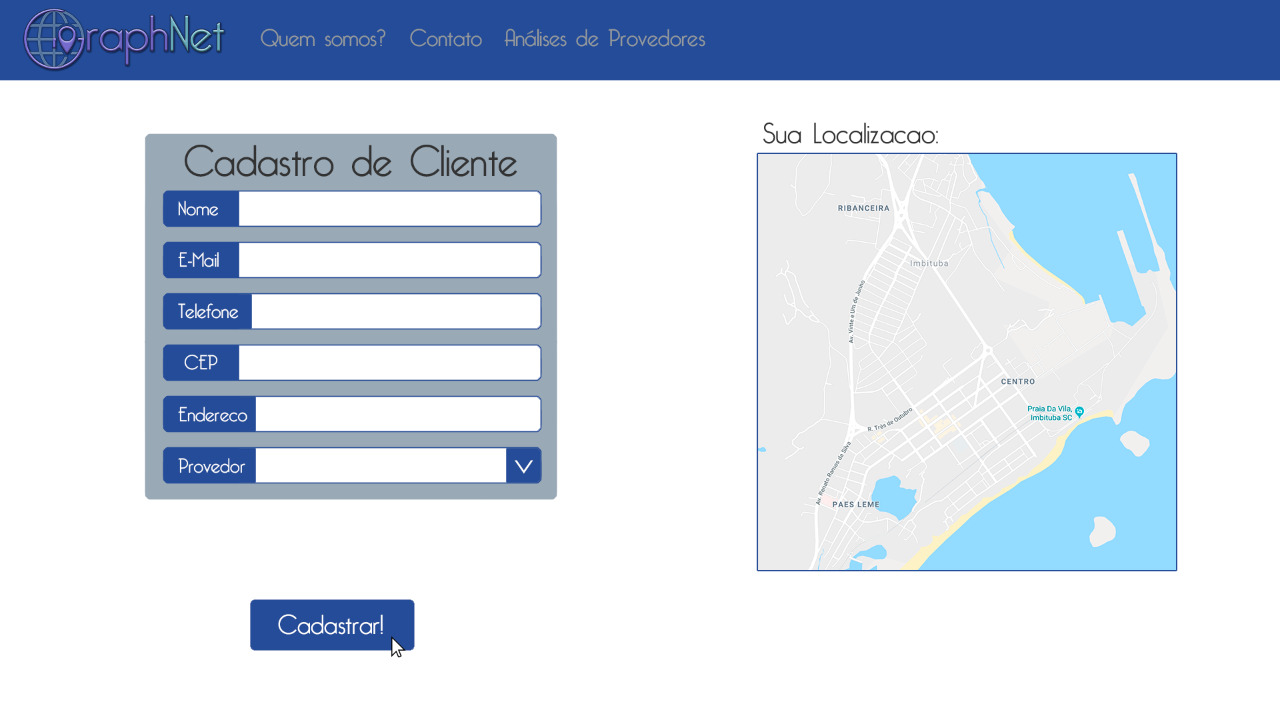 GraphNet
Quem somos? Contato Análises de Provedores
Cadastro de Cliente
Nome
E-Mail
Telefone
CEP
Endereco
Provedor
Cadastrar!
Sua Localizacao:
RIBANCEIRA
Imbituba
Av. Vinte e Um de Junho
CENTRO
Praia Da Vila,
Imbituba SC
R. Três de Outubro
Av. Renato Ramos da Silva
PAES LEME